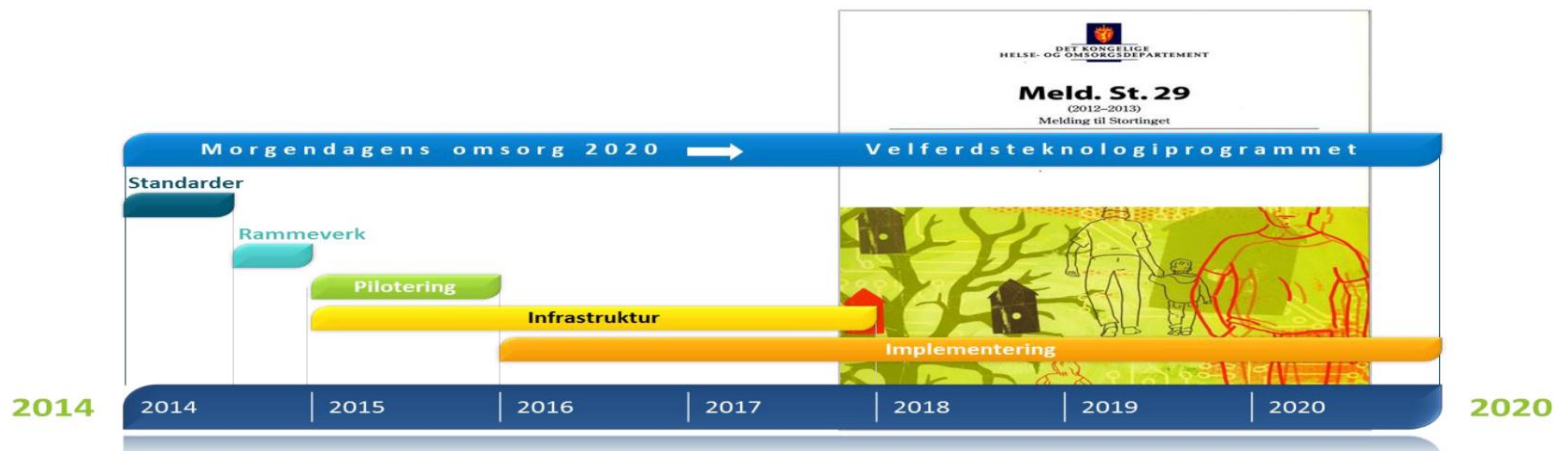 DET KONGELIGE
HELSE- OG OMSORGSDEPARTEMENT
Meld. St. 29
(2012–2013)
Melding til Stortinget
Morgendagens omsorg 2020 Velferdsteknologiprogrammet
Standarder
Rammeverk
Pilotering
Infrastruktur
Implementering
2014 2014 2015 2016 2017 2018 2019 2020 2020